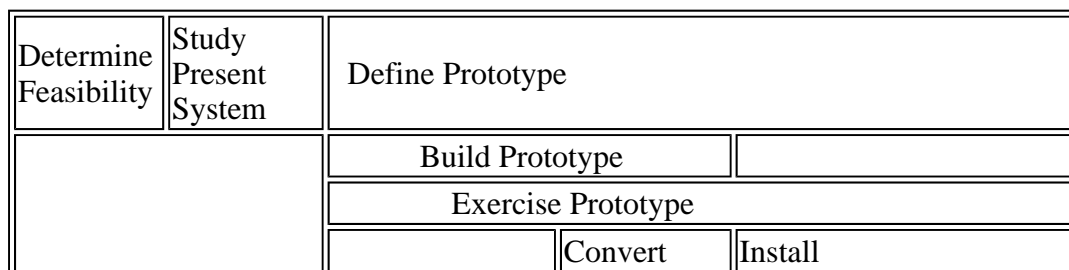 Determine
Feasibility
Study
Present
System
Define Prototype
Build Prototype
Exercise Prototype
Convert
Install